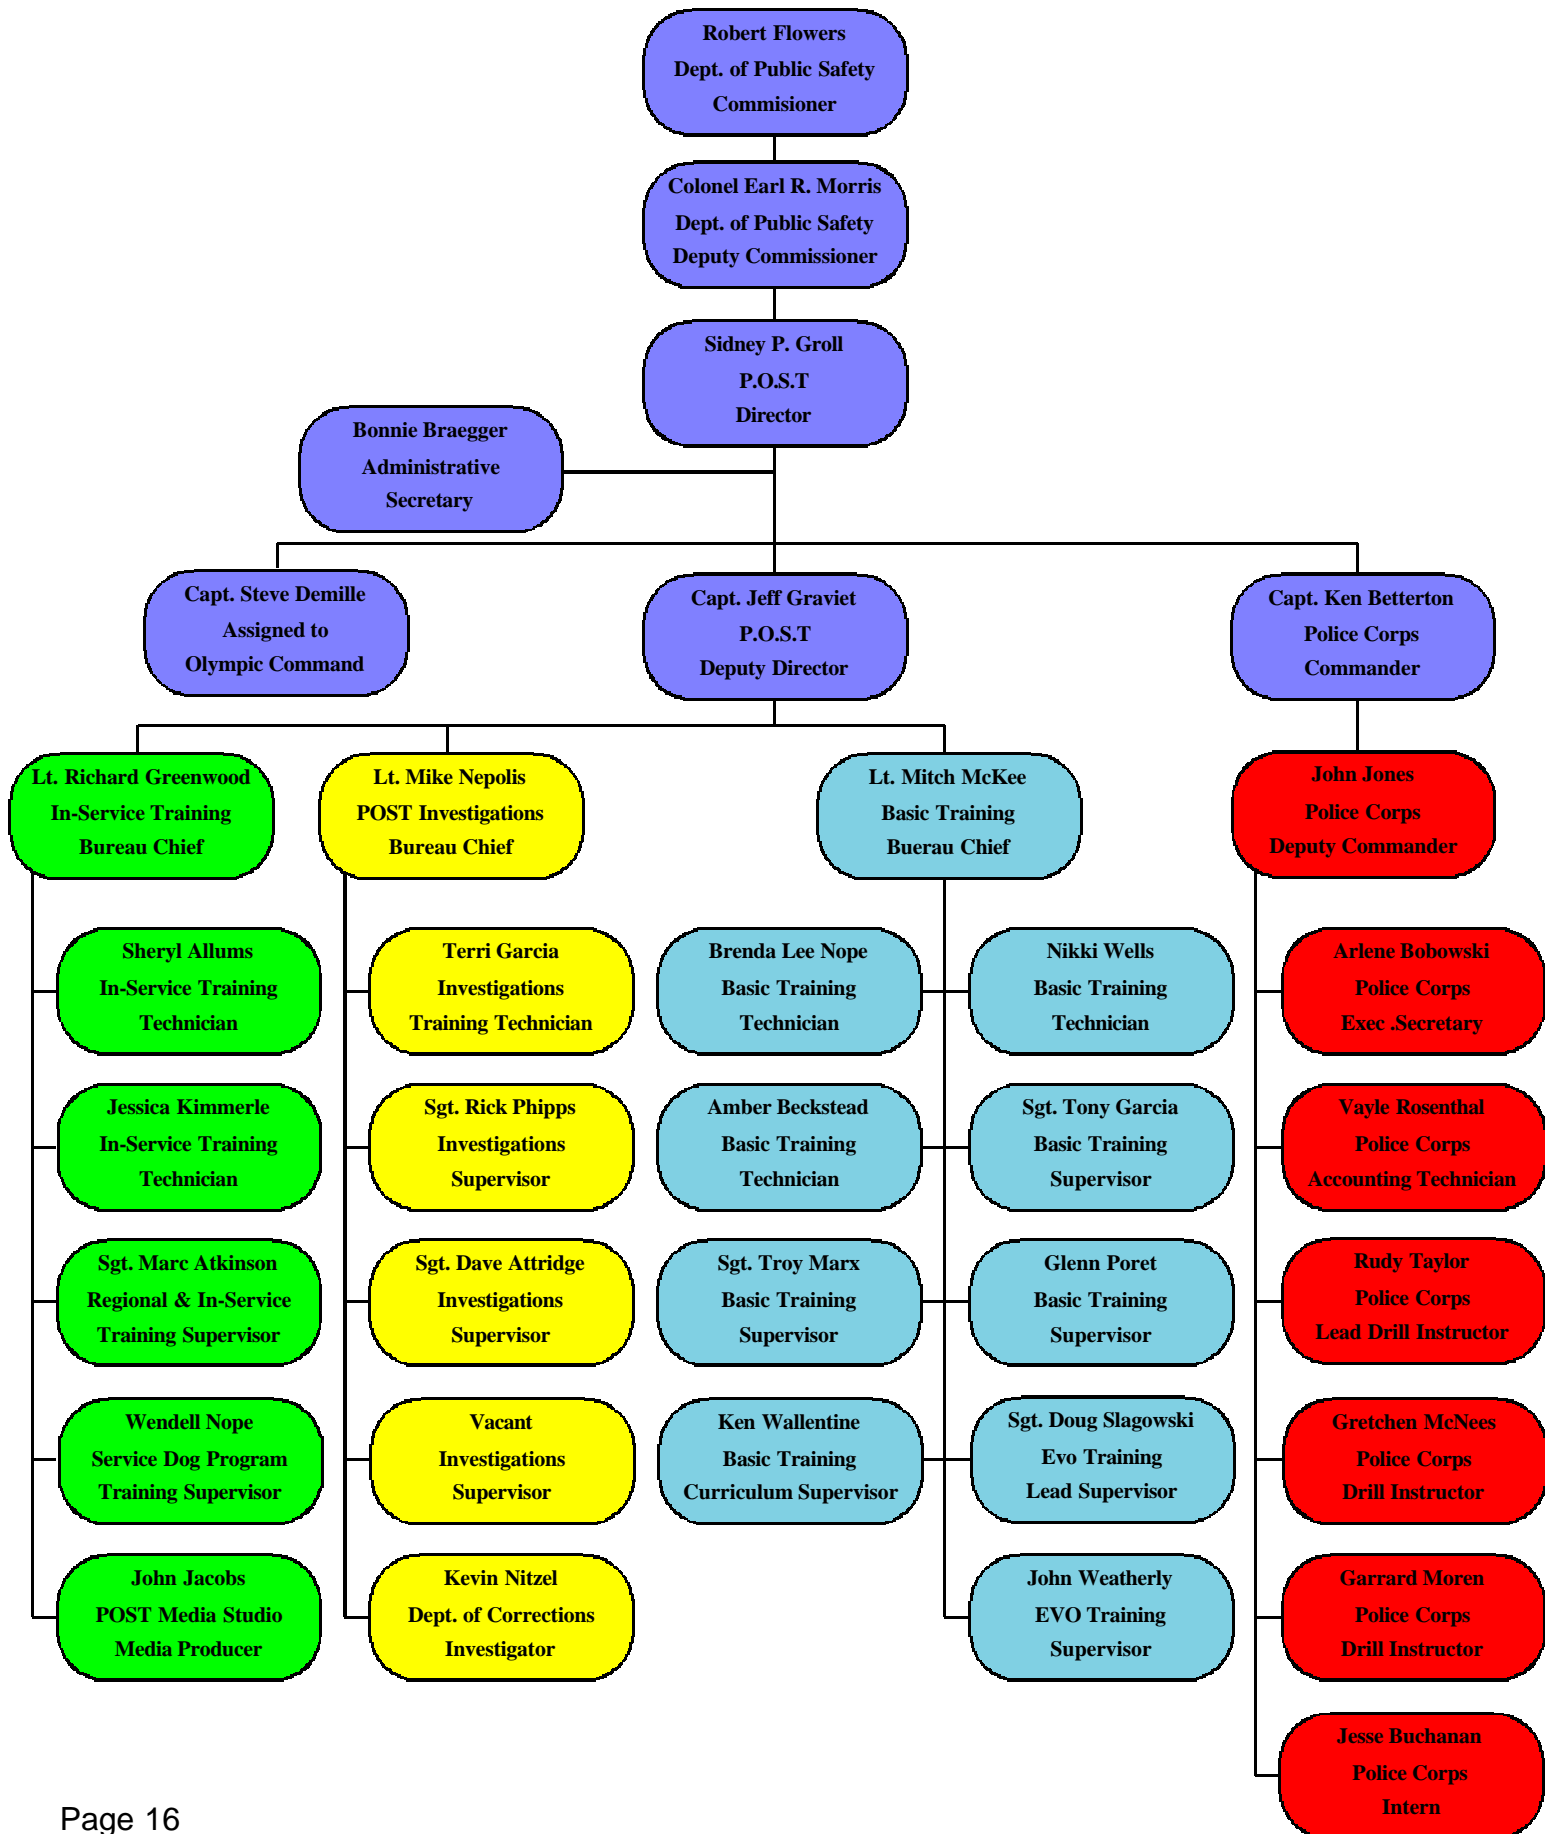 Robert Flowers
Dept. of Public Safety
Commisioner
Colonel Earl R. Morris
Dept. of Public Safety
Deputy Commissioner
Sidney P. Groll
P.O.S.T
Director
Bonnie Braegger
Administrative
Secretary
Capt. Steve Demille
Assigned to
Olympic Command
Capt. Jeff Graviet
P.O.S.T
Deputy Director
Capt. Ken Betterton
Police Corps
Commander
Lt. Richard Greenwood
In-Service Training
Bureau Chief
Lt. Mike Nepolis
POST Investigations
Bureau Chief
Lt. Mitch McKee
Basic Training
Buerau Chief
John Jones
Police Corps
Deputy Commander
Sheryl Allums
In-Service Training
Technician
Terri Garcia
Investigations
Training Technician
Brenda Lee Nope
Basic Training
Technician
Nikki Wells
Basic Training
Technician
Arlene Bobowski
Police Corps
Exec .Secretary
Jessica Kimmerle
In-Service Training
Technician
Sgt. Rick Phipps
Investigations
Supervisor
Amber Beckstead
Basic Training
Technician
Sgt. Tony Garcia
Basic Training
Supervisor
Vayle Rosenthal
Police Corps
Accounting Technician
Sgt. Marc Atkinson
Regional & In-Service
Training Supervisor
Sgt. Dave Attridge
Investigations
Supervisor
Sgt. Troy Marx
Basic Training
Supervisor
Glenn Poret
Basic Training
Supervisor
Rudy Taylor
Police Corps
Lead Drill Instructor
Wendell Nope
Service Dog Program
Training Supervisor
Vacant
Investigations
Supervisor
Ken Wallentine
Basic Training
Curriculum Supervisor
Sgt. Doug Slagowski
Evo Training
Lead Supervisor
Gretchen McNees
Police Corps
Drill Instructor
John Jacobs
POST Media Studio
Media Producer
Kevin Nitzel
Dept. of Corrections
Investigator
John Weatherly
EVO Training
Supervisor
Garrard Moren
Police Corps
Drill Instructor
Jesse Buchanan
Police Corps
Intern
Page 16